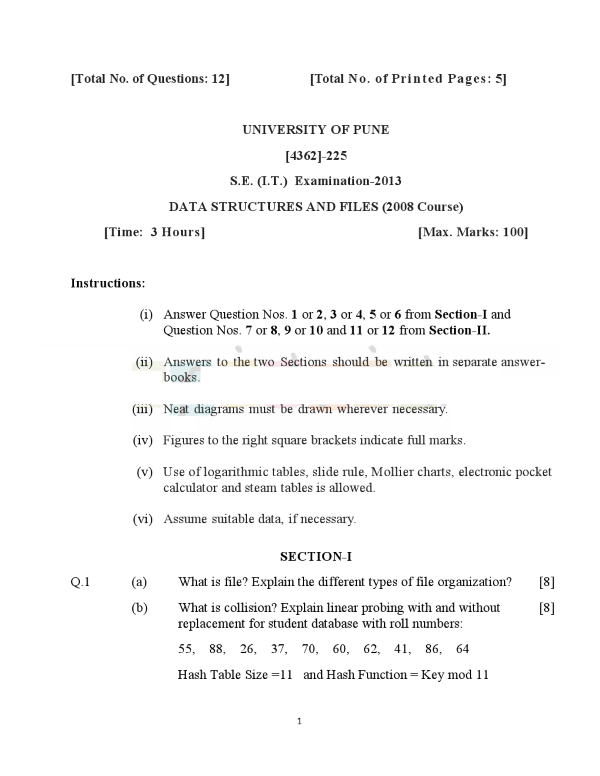 [Total No. of Questions: 12] [Total No. of Printed Pages: 5]
UNIVERSITY OF PUNE
[4362]-225
S.E. (I.T.) Examination-2013
DATA STRUCTURES AND FILES (2008 Course)
[Time: 3 Hours] [Max. Marks: 100]
Instructions:
(i) Answer Question Nos. 1 or 2, 3 or 4, 5 or 6 from Section-I and
Question Nos. 7 or 8, 9 or 10 and 11 or 12 from Section-II.
(ii) Answers to the two Sections should be written in separate answer-
books.
(iii) Neat diagrams must be drawn wherever necessary.
(iv) Figures to the right square brackets indicate full marks.
(v) Use of logarithmic tables, slide rule, Mollier charts, electronic pocket
calculator and steam tables is allowed.
(vi) Assume suitable data, if necessary.
SECTION-I
Q.1 (a) What is file? Explain the different types of file organization? [8]
(b) What is collision? Explain linear probing with and without [8]
replacement for student database with roll numbers:
55, 88, 26, 37, 70, 60, 62, 41, 86, 64
Hash Table Size =11 and Hash Function = Key mod 11
1